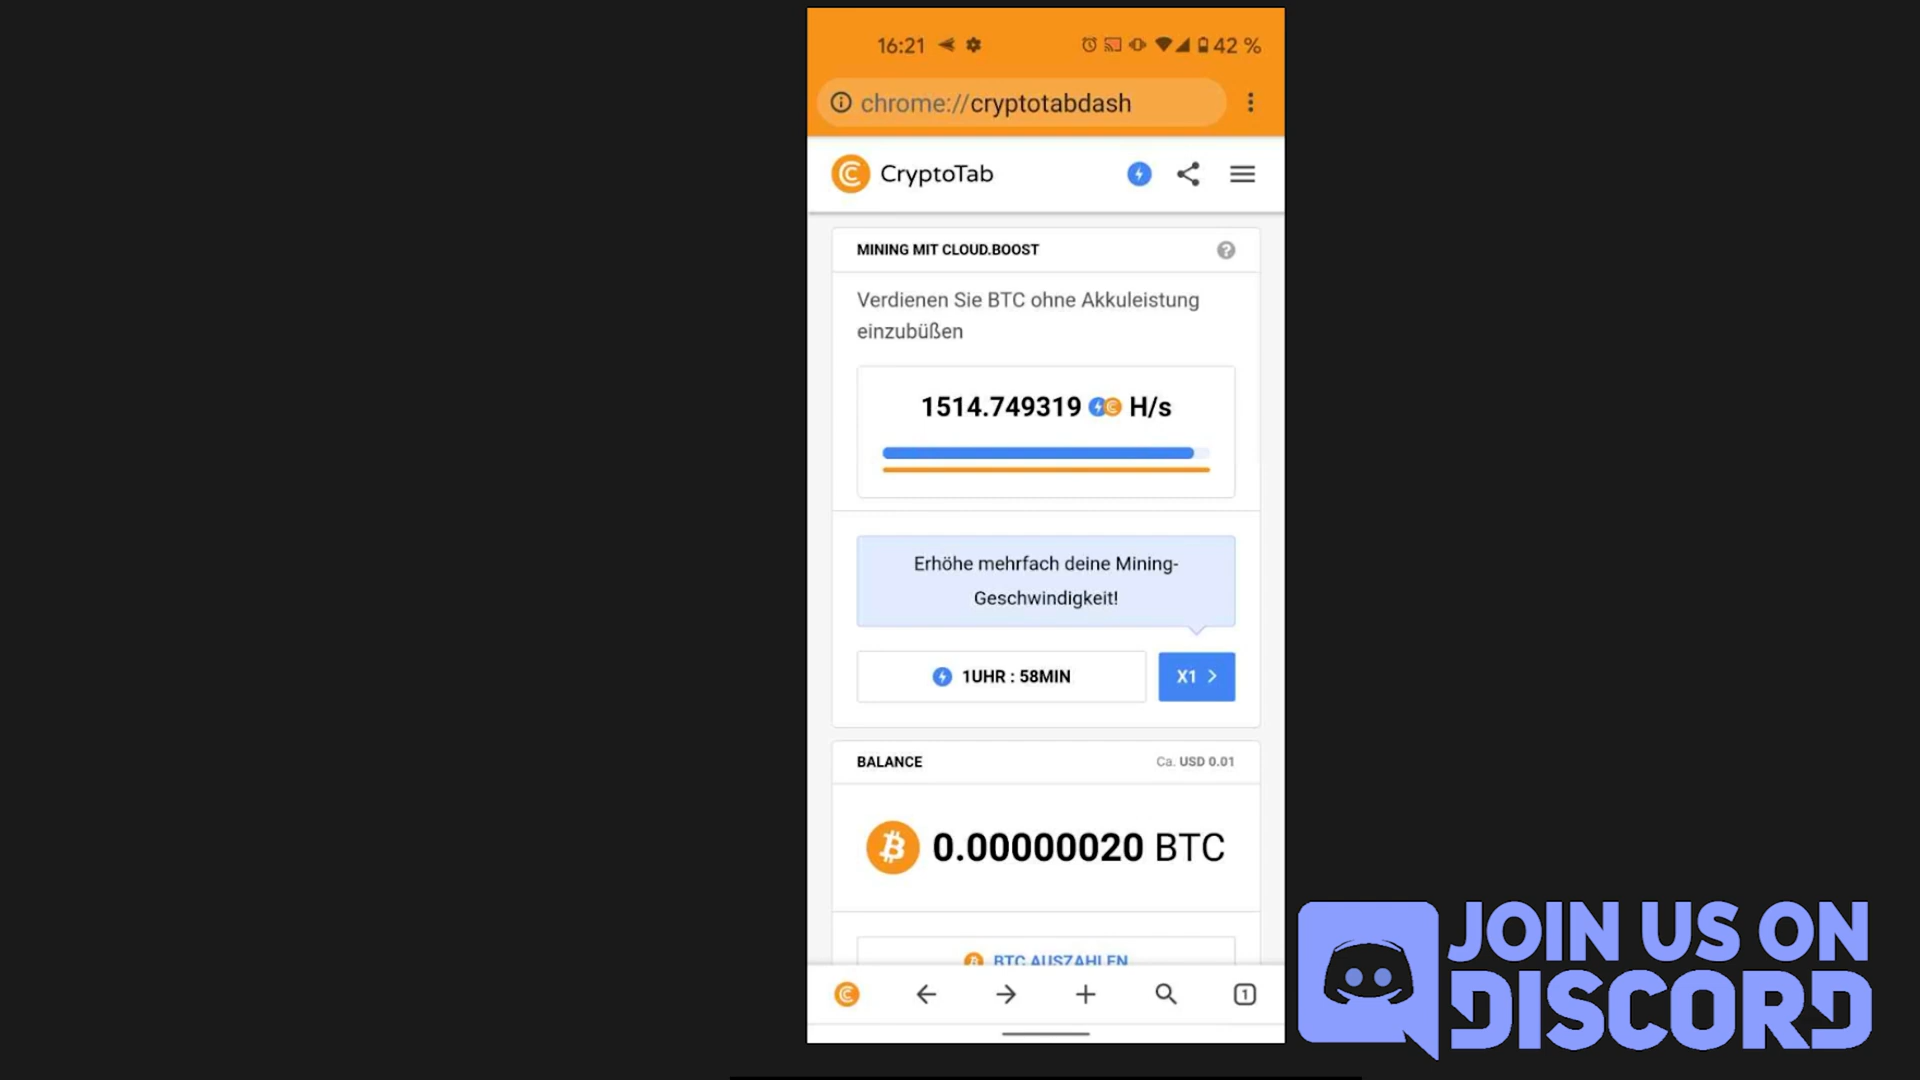 16:21
42 %
chrome://cryptotabdash
CryptoTab
MINING MIT CLOUD.BOOST
?
Verdienen Sie BTC ohne Akkuleistung
einzubüßen
1514.749319 H/s
Erhöhe mehrfach deine Mining-
Geschwindigkeit!
1UHR : 58MIN
X1 >
BALANCE
Ca. USD 0.01
0.00000020 BTC
BTC AUSZAHLEN
1
JOIN US ON
DISCORD